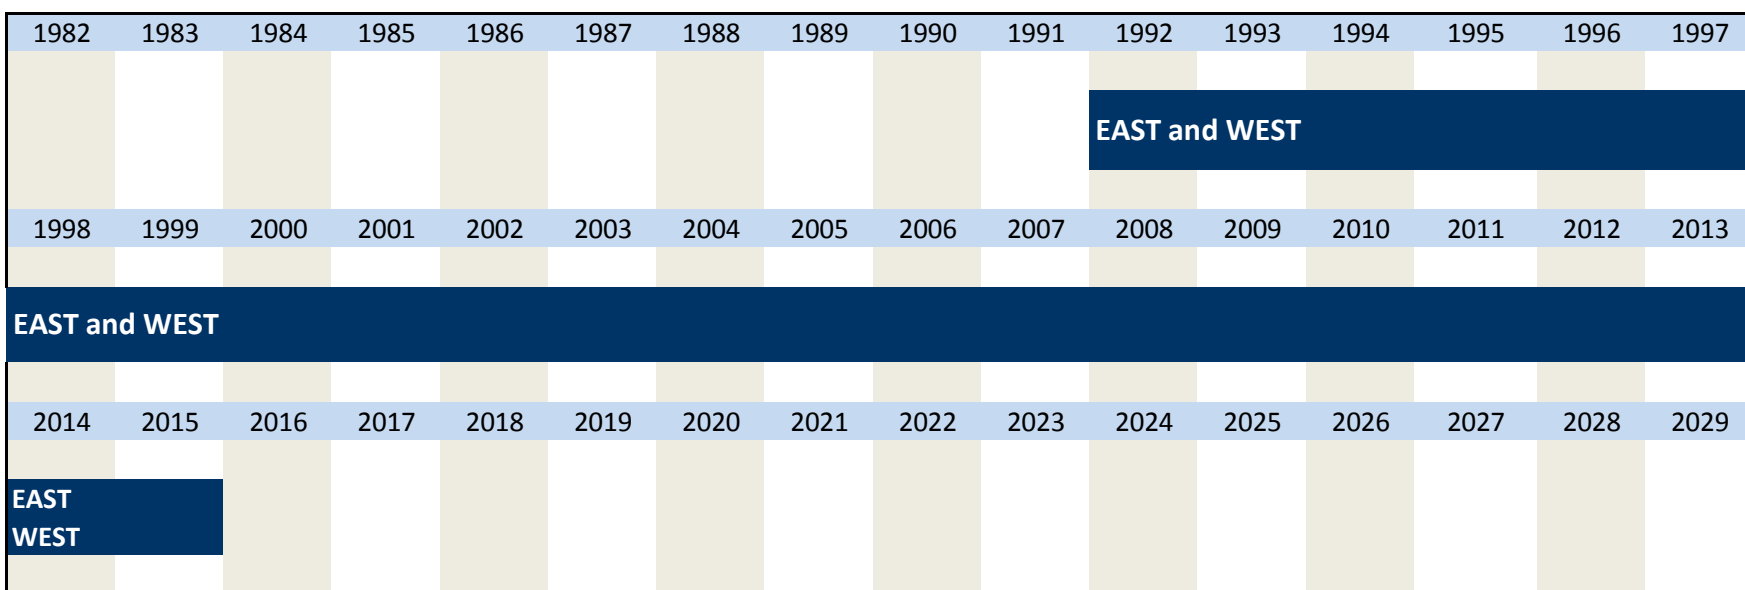 1982 1983 1984 1985 1986 1987 1988 1989 1990 1991 1992 1993 1994 1995 1996 1997
EAST and WEST
1998 1999 2000 2001 2002 2003 2004 2005 2006 2007 2008 2009 2010 2011 2012 2013
EAST and WEST
2014 2015 2016 2017 2018 2019 2020 2021 2022 2023 2024 2025 2026 2027 2028 2029
EAST
WEST